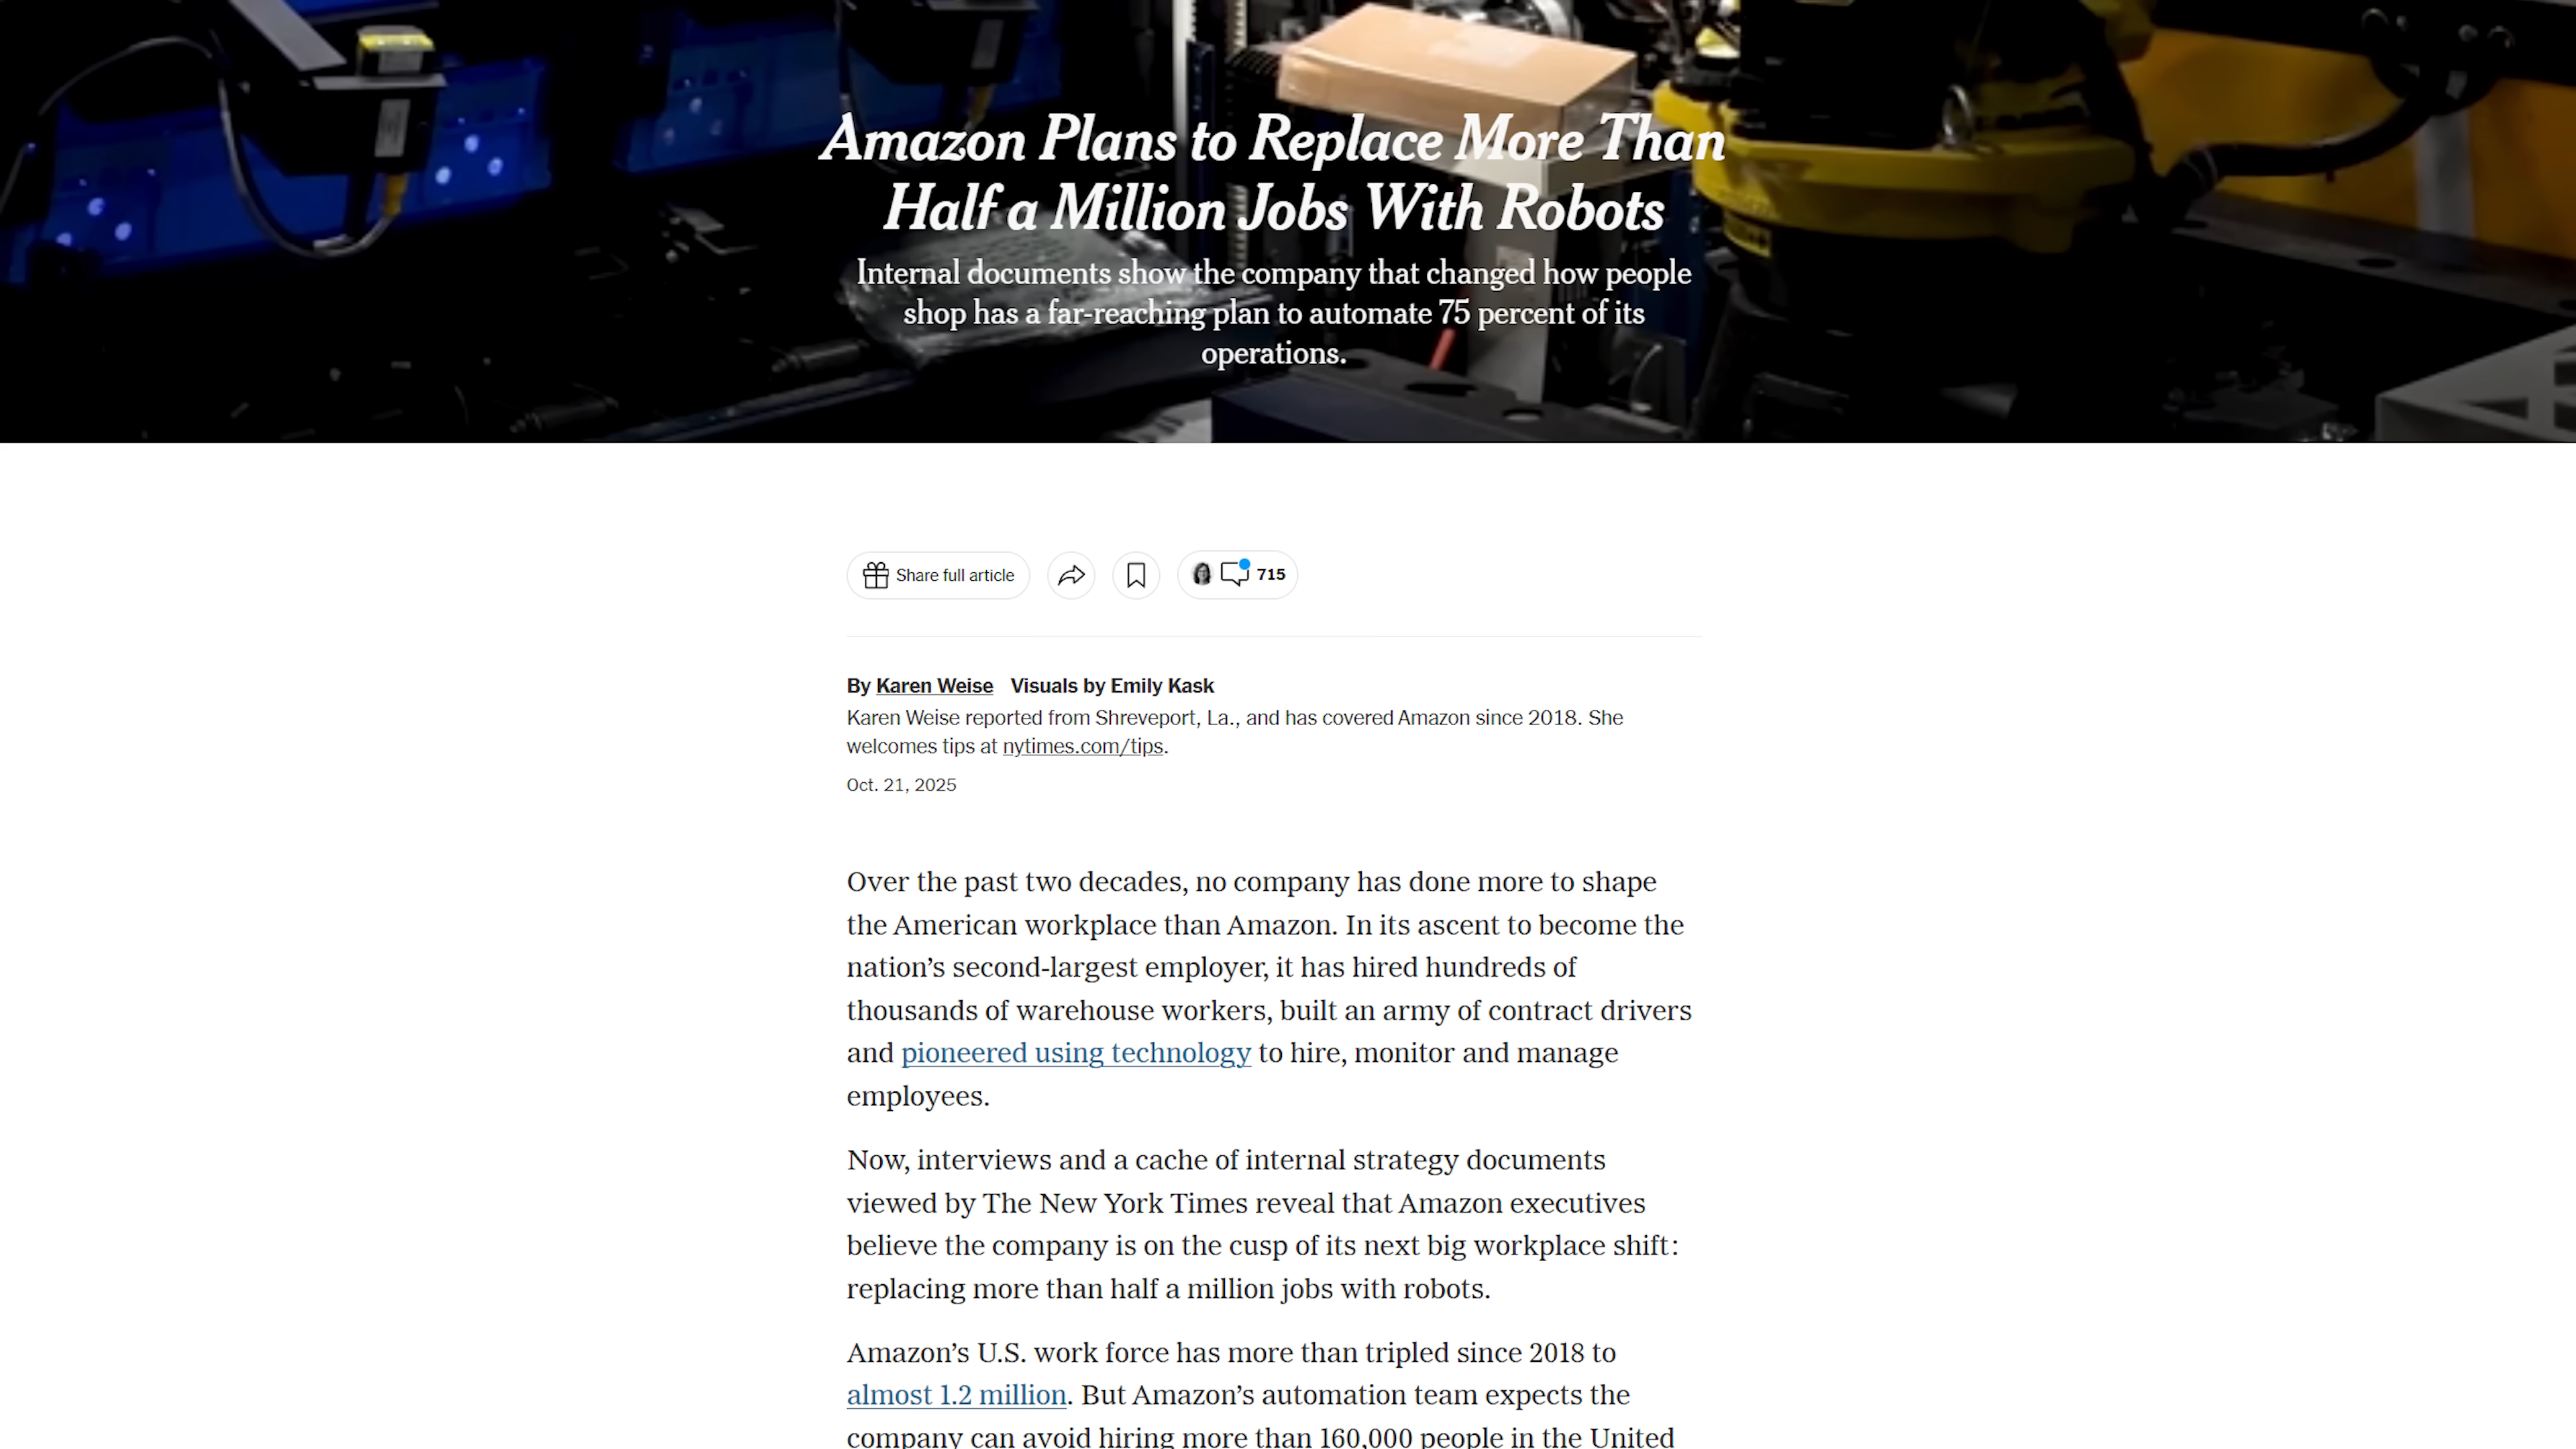 Amazon Plans to Replace More Than
Half a Million Jobs With Robots
Internal documents show the company that changed how people
shop has a far-reaching plan to automate 75 percent of its
operations.
Share full article
715
By Karen Weise Visuals by Emily Kask
Karen Weise reported from Shreveport, La., and has covered Amazon since 2018. She
welcomes tips at nytimes.com/tips.
Oct. 21, 2025
Over the past two decades, no company has done more to shape
the American workplace than Amazon. In its ascent to become the
nation’s second-largest employer, it has hired hundreds of
thousands of warehouse workers, built an army of contract drivers
and pioneered using technology to hire, monitor and manage
employees.
Now, interviews and a cache of internal strategy documents
viewed by The New York Times reveal that Amazon executives
believe the company is on the cusp of its next big workplace shift:
replacing more than half a million jobs with robots.
Amazon’s U.S. work force has more than tripled since 2018 to
almost 1.2 million. But Amazon’s automation team expects the
company can avoid hiring more than 160,000 people in the United